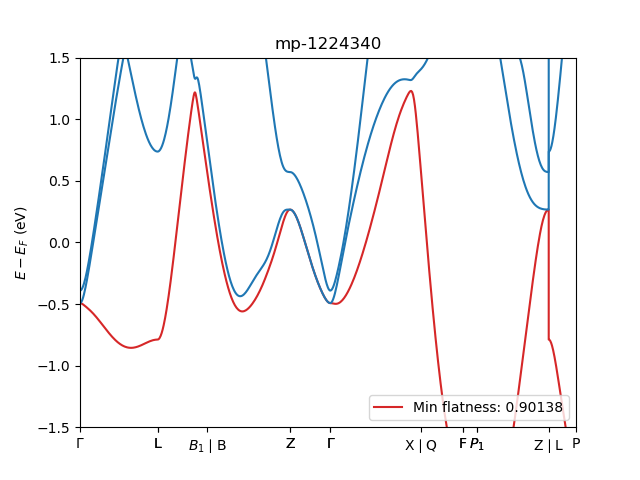 mp-1224340
E − E_F (eV)
1.5
1.0
0.5
0.0
−0.5
−1.0
−1.5
Min flatness: 0.90138
Γ L B₁ | B Z Γ X | Q F P₁ Z | L P